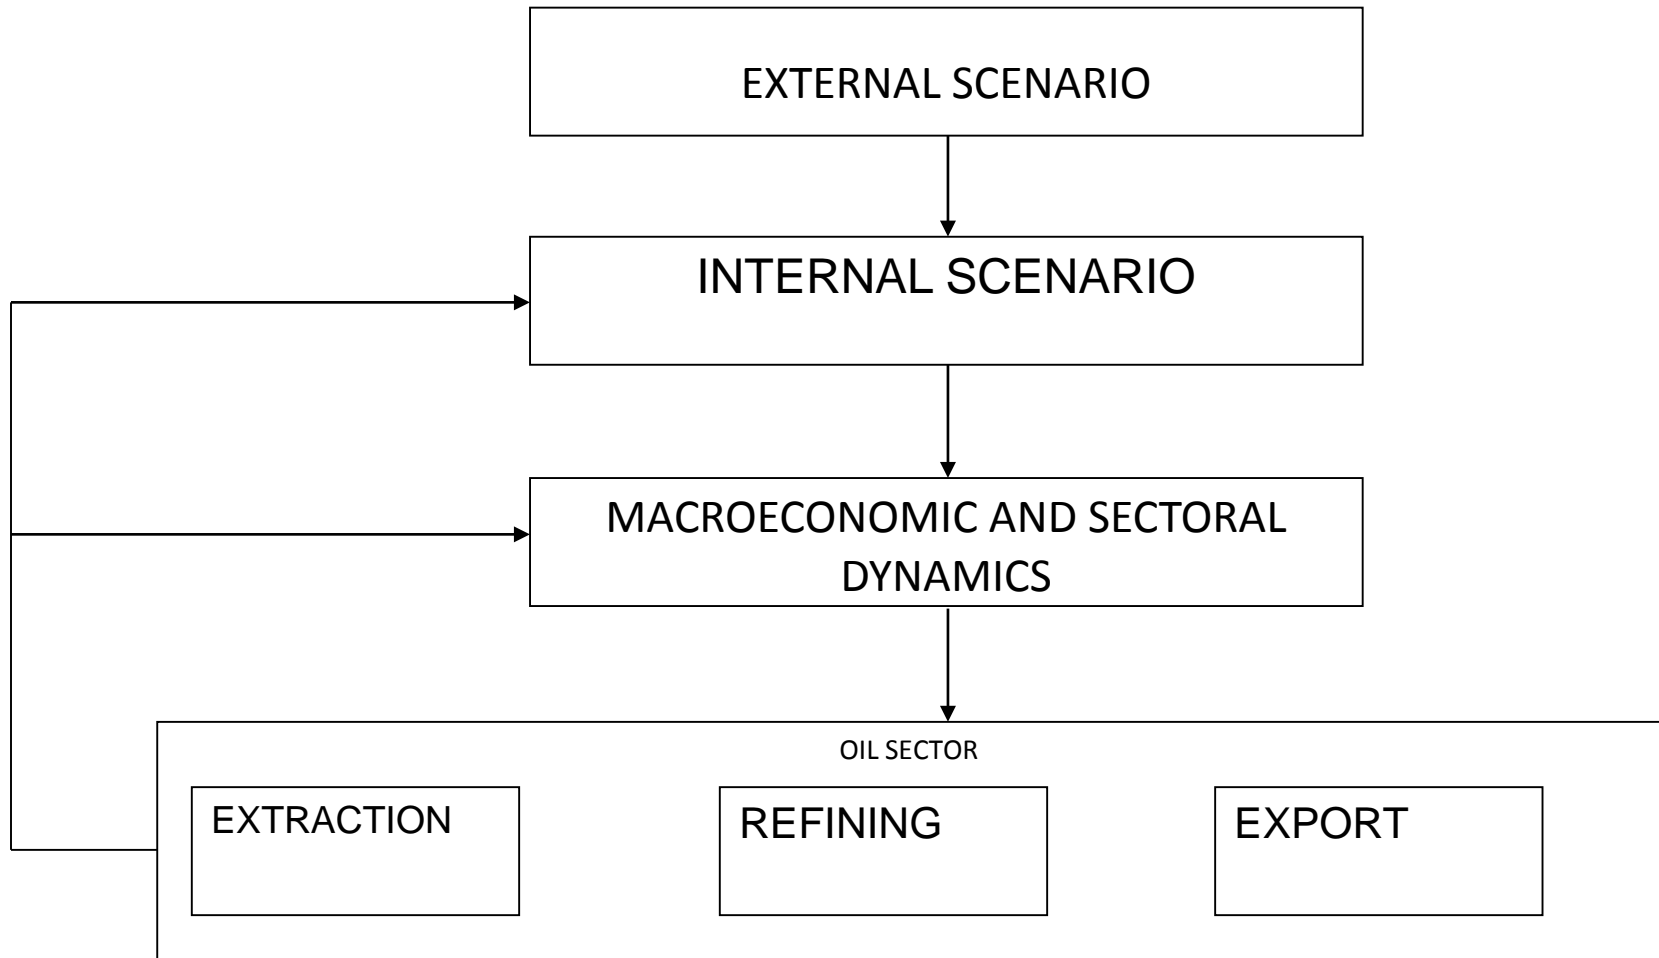 EXTERNAL SCENARIO
INTERNAL SCENARIO
MACROECONOMIC AND SECTORAL
DYNAMICS
OIL SECTOR
EXTRACTION
REFINING
EXPORT